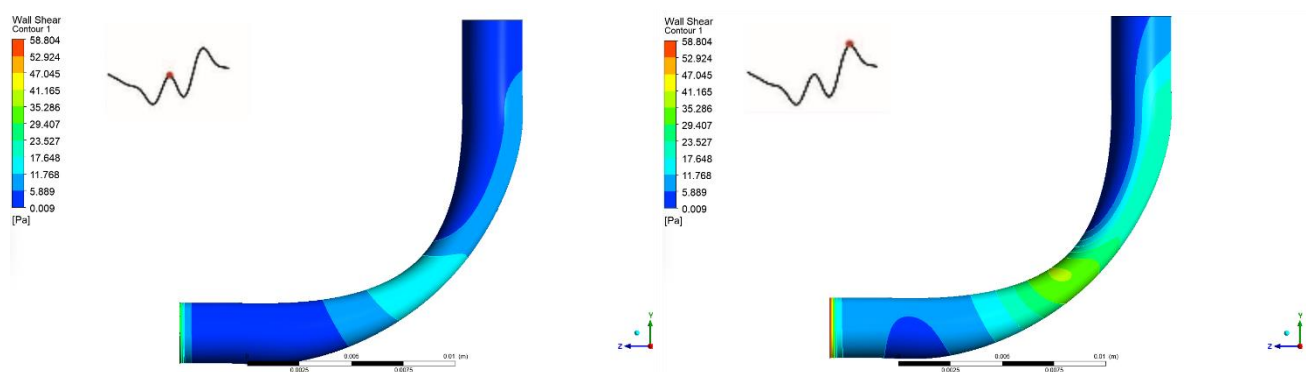 Wall Shear
Contour 1
58.804
52.924
47.045
41.165
35.286
29.407
23.527
17.648
11.768
5.889
0.009
[Pa]
0.005
0.01 (m)
0.0025
0.0075
Y
Z
Wall Shear
Contour 1
58.804
52.924
47.045
41.165
35.286
29.407
23.527
17.648
11.768
5.889
0.009
[Pa]
0.005
0.01 (m)
0.0025
0.0075
Y
Z